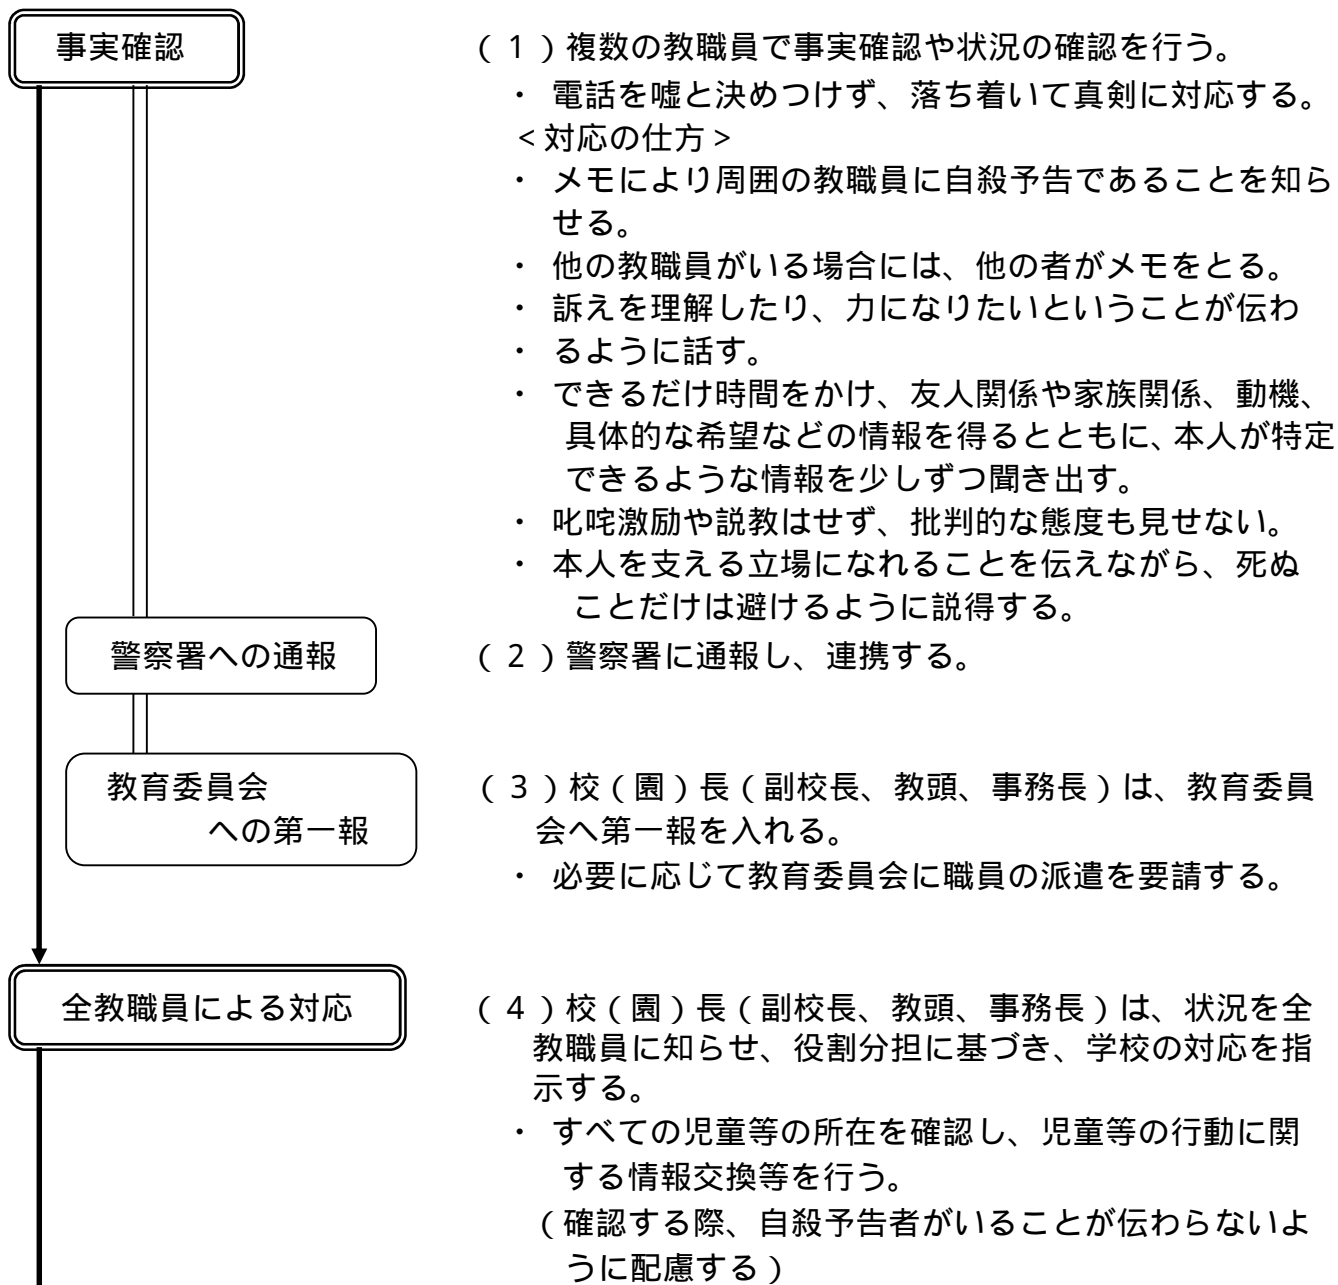 事実確認
(1)複数の教職員で事実確認や状況の確認を行う。
・ 電話を嘘と決めつけず、落ち着いて真剣に対応する。
<対応の仕方>
・ メモにより周囲の教職員に自殺予告であることを知ら
せる。
・ 他の教職員がいる場合には、他の者がメモをとる。
・ 訴えを理解したり、力になりたいということが伝わ
・ るように話す。
・ できるだけ時間をかけ、友人関係や家族関係、動機、
具体的な希望などの情報を得るとともに、本人が特定
できるような情報を少しずつ聞き出す。
・ 叱咤激励や説教はせず、批判的な態度も見せない。
・ 本人を支える立場になれることを伝えながら、死ぬ
ことだけは避けるように説得する。
警察署への通報
(2)警察署に通報し、連携する。
教育委員会
への第一報
(3)校(園)長(副校長、教頭、事務長)は、教育委員
会へ第一報を入れる。
・ 必要に応じて教育委員会に職員の派遣を要請する。
全教職員による対応
(4)校(園)長(副校長、教頭、事務長)は、状況を全
教職員に知らせ、役割分担に基づき、学校の対応を指
示する。
・ すべての児童等の所在を確認し、児童等の行動に関
する情報交換等を行う。
(確認する際、自殺予告者がいることが伝わらないよ
うに配慮する)